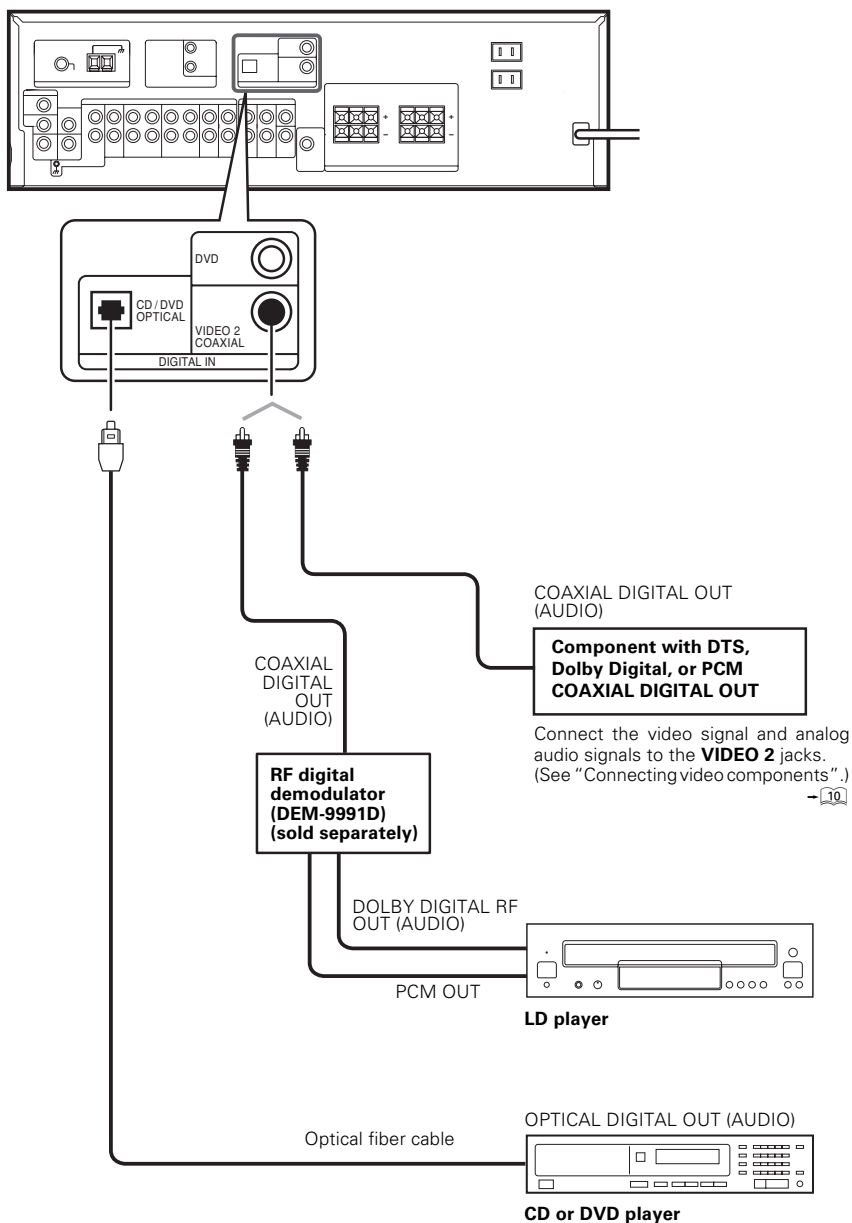 +
–
+
–
DVD
CD / DVD
OPTICAL
VIDEO 2
COAXIAL
DIGITAL IN
COAXIAL DIGITAL OUT
(AUDIO)
Component with DTS,
Dolby Digital, or PCM
COAXIAL DIGITAL OUT
Connect the video signal and analog
audio signals to the VIDEO 2 jacks.
(See “Connecting video components”.)
→10
COAXIAL
DIGITAL
OUT
(AUDIO)
RF digital
demodulator
(DEM-9991D)
(sold separately)
DOLBY DIGITAL RF
OUT (AUDIO)
PCM OUT
LD player
OPTICAL DIGITAL OUT (AUDIO)
Optical fiber cable
CD or DVD player